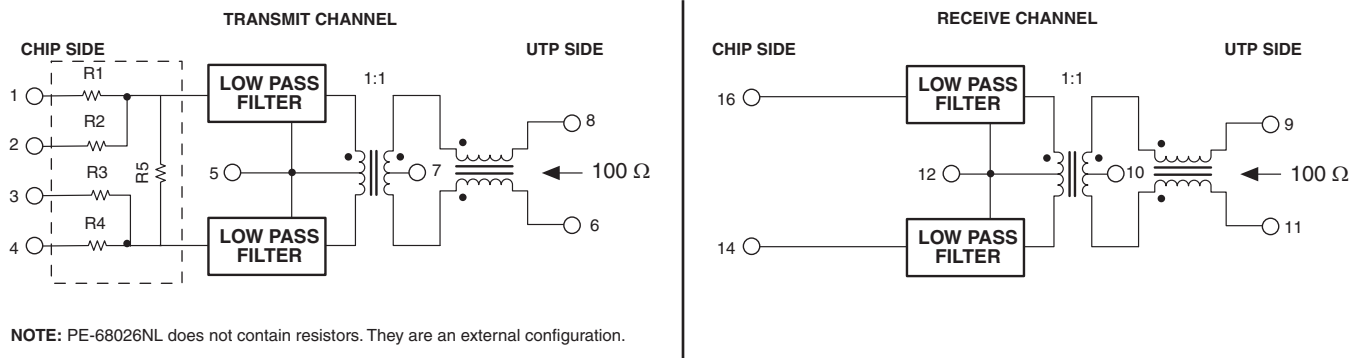 TRANSMIT CHANNEL
CHIP SIDE
UTP SIDE
R1
1
R2
2
R3
3
R4
4
R5
LOW PASS
FILTER
1:1
5
7
8
100 Ω
6
LOW PASS
FILTER
NOTE: PE-68026NL does not contain resistors. They are an external configuration.
RECEIVE CHANNEL
CHIP SIDE
UTP SIDE
16
LOW PASS
FILTER
1:1
12
10
9
100 Ω
11
14
LOW PASS
FILTER